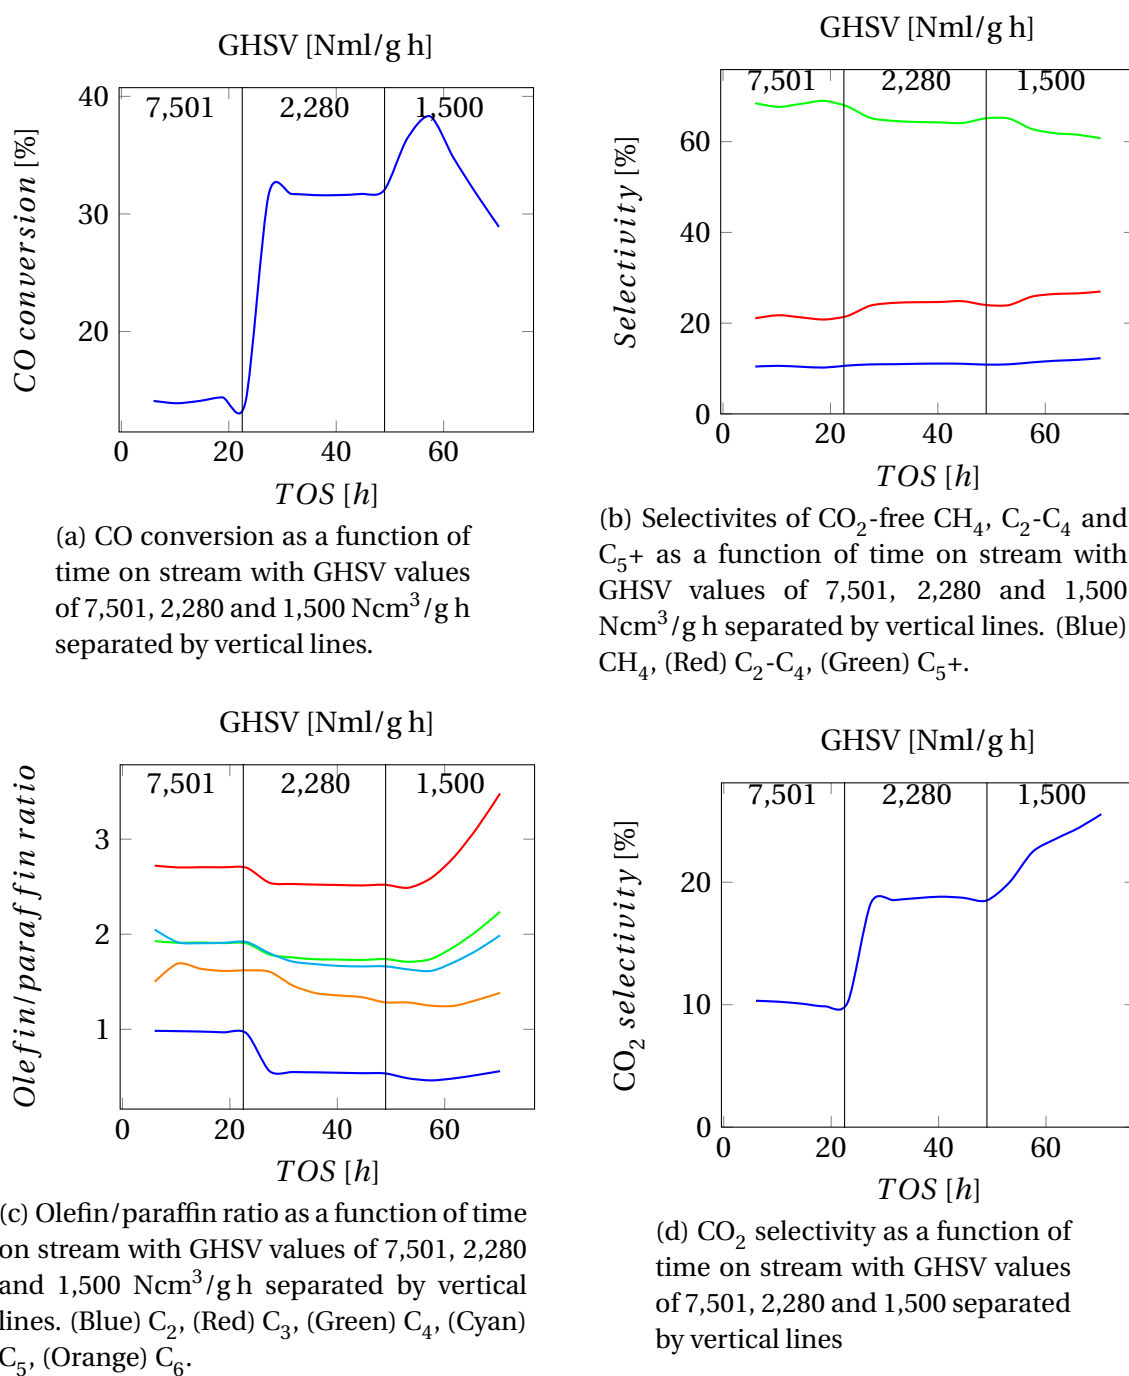 GHSV [Nml/g h]
7,501 2,280 1,500
40
30
20
CO conversion [%]
0 20 40 60
TOS [h]
(a) CO conversion as a function of
time on stream with GHSV values
of 7,501, 2,280 and 1,500 Ncm³/g h
separated by vertical lines.
GHSV [Nml/g h]
7,501 2,280 1,500
60
40
20
0
Selectivity [%]
0 20 40 60
TOS [h]
(b) Selectivites of CO₂-free CH₄, C₂-C₄ and
C₅+ as a function of time on stream with
GHSV values of 7,501, 2,280 and 1,500
Ncm³/g h separated by vertical lines. (Blue)
CH₄, (Red) C₂-C₄, (Green) C₅+.
GHSV [Nml/g h]
7,501 2,280 1,500
3
2
1
Olefin/paraffin ratio
0 20 40 60
TOS [h]
(c) Olefin/paraffin ratio as a function of time
on stream with GHSV values of 7,501, 2,280
and 1,500 Ncm³/g h separated by vertical
lines. (Blue) C₂, (Red) C₃, (Green) C₄, (Cyan)
C₅, (Orange) C₆.
GHSV [Nml/g h]
7,501 2,280 1,500
20
10
0
CO₂ selectivity [%]
0 20 40 60
TOS [h]
(d) CO₂ selectivity as a function of
time on stream with GHSV values
of 7,501, 2,280 and 1,500 separated
by vertical lines